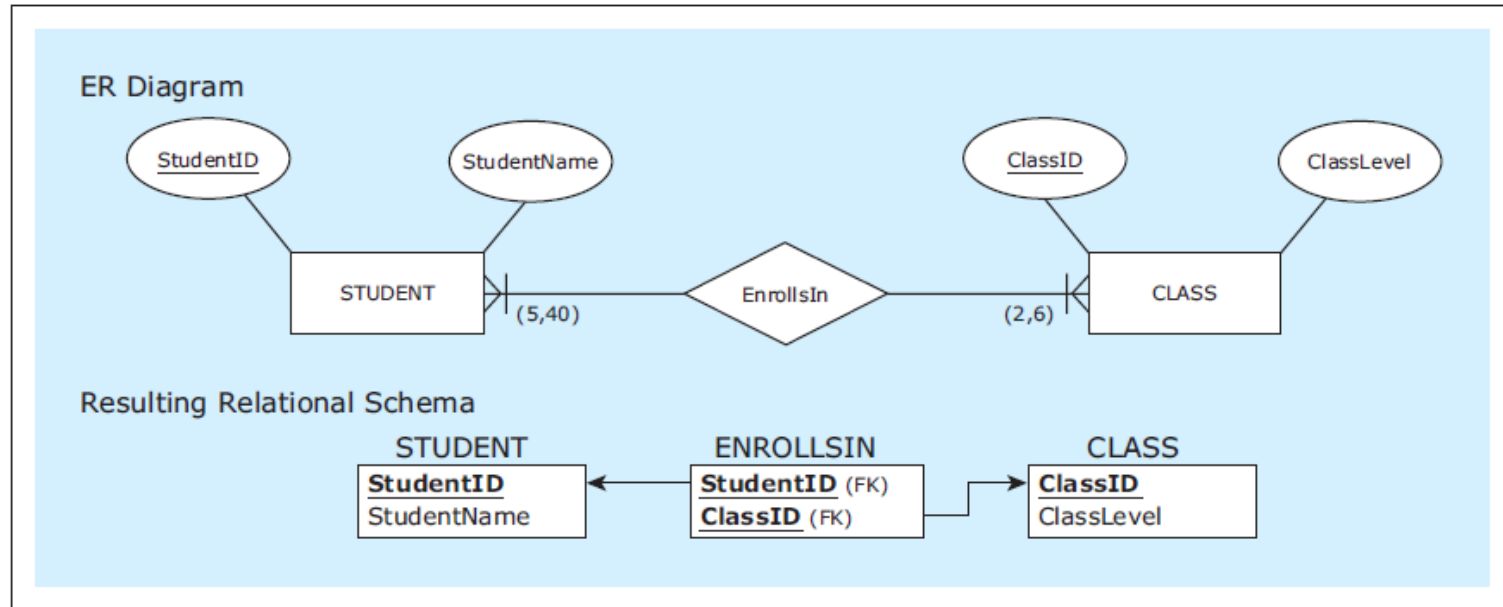 ER Diagram
StudentID
StudentName
ClassID
ClassLevel
STUDENT
EnrollsIn
CLASS
(5,40)
(2,6)
Resulting Relational Schema
STUDENT
StudentID
StudentName
ENROLLSIN
StudentID (FK)
ClassID (FK)
CLASS
ClassID
ClassLevel